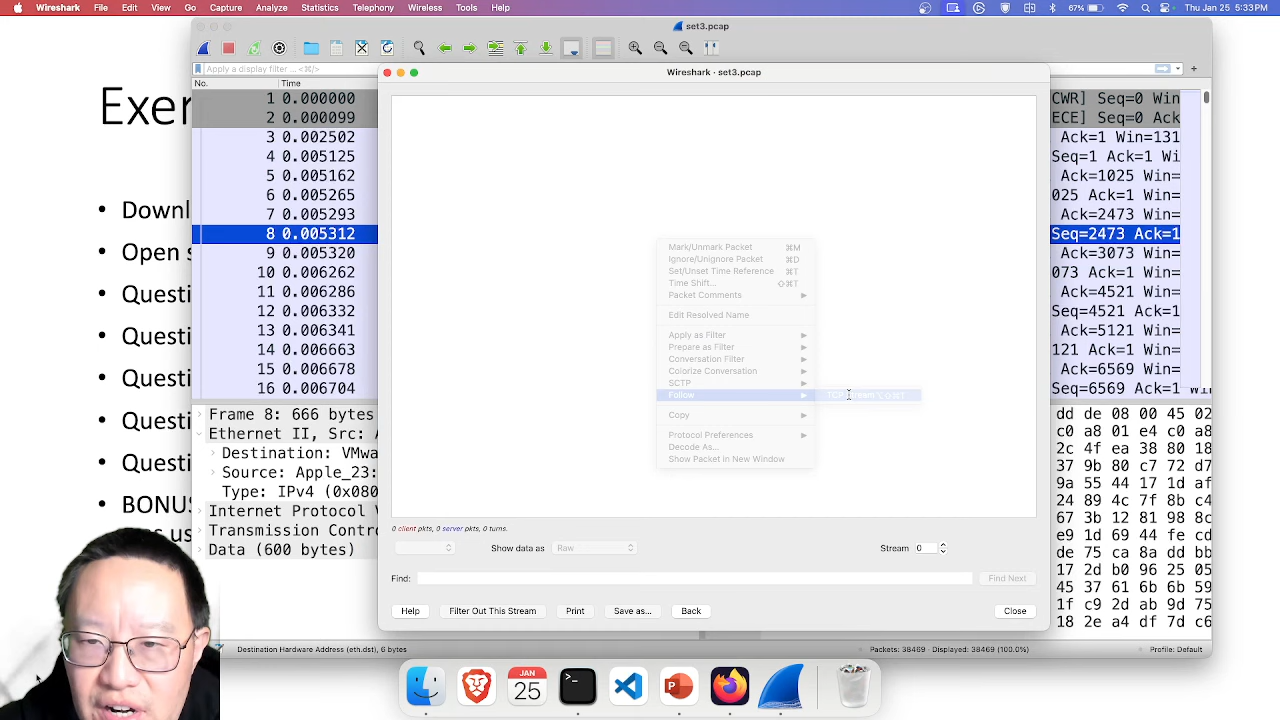 Wireshark File Edit View Go Capture Analyze Statistics Telephony Wireless Tools Help
67% Thu Jan 25 5:33 PM
set3.pcap
Apply a display filter ... <⌘/>
Wireshark · set3.pcap
No. Time
1 0.000000
2 0.000099
3 0.002502
4 0.005125
5 0.005162
6 0.005265
7 0.005293
8 0.005312
9 0.005320
10 0.006262
11 0.006286
12 0.006332
13 0.006341
14 0.006663
15 0.006678
16 0.006704
CWR] Seq=0 Win
ECE] Seq=0 Ack
Ack=1 Win=131
Seq=1 Ack=1 Wi
=1025 Ack=1
025 Ack=1 Win
Ack=2473 Ack=1
Seq=2473 Ack=1
=3073 Ack=1
073 Ack=1 Win
=4521 Ack=1
Seq=4521 Ack=1
=5121 Ack=1
121 Ack=1 Win
=6569 Ack=1
Seq=6569 Ack=1 Win
Exer
• Downl
• Open s
• Questi
• Questi
• Questi
• Questi
• Questi
• BONUS
Mark/Unmark Packet ⌘M
Ignore/Unignore Packet ⌘D
Set/Unset Time Reference ⌘T
Time Shift... ⇧⌘T
Packet Comments
Edit Resolved Name
Apply as Filter
Prepare as Filter
Conversation Filter
Colorize Conversation
SCTP
Follow
TCP Stream ⌥⇧⌘T
Copy
Protocol Preferences
Decode As...
Show Packet in New Window
0 client pkts, 0 server pkts, 0 turns.
Show data as Raw Stream 0
Find: Find Next
Help Filter Out This Stream Print Save as... Back Close
Frame 8: 666 bytes
Ethernet II, Src: A
Destination: VMwa
Source: Apple_23:
Type: IPv4 (0x080
Internet Protocol V
Transmission Contro
Data (600 bytes)
dd de 08 00 45 02
c0 a8 01 e4 c0 a8
2c 4f ea 38 80 18
37 9b 80 c7 72 d7
9a 55 44 17 1d af
24 89 4c 7f 8b c4
67 3b 12 81 98 8c
e9 1d 69 44 fe cd
de 75 ca 8d ad bb
2d b0 96 25 05
45 37 61 6b 6b 59
1f c9 2d ab 9d 75
2e a4 df 7d c6
Destination Hardware Address (eth.dst), 6 bytes
Packets: 38469 · Displayed: 38469 (100.0%)
Profile: Default
JAN
25